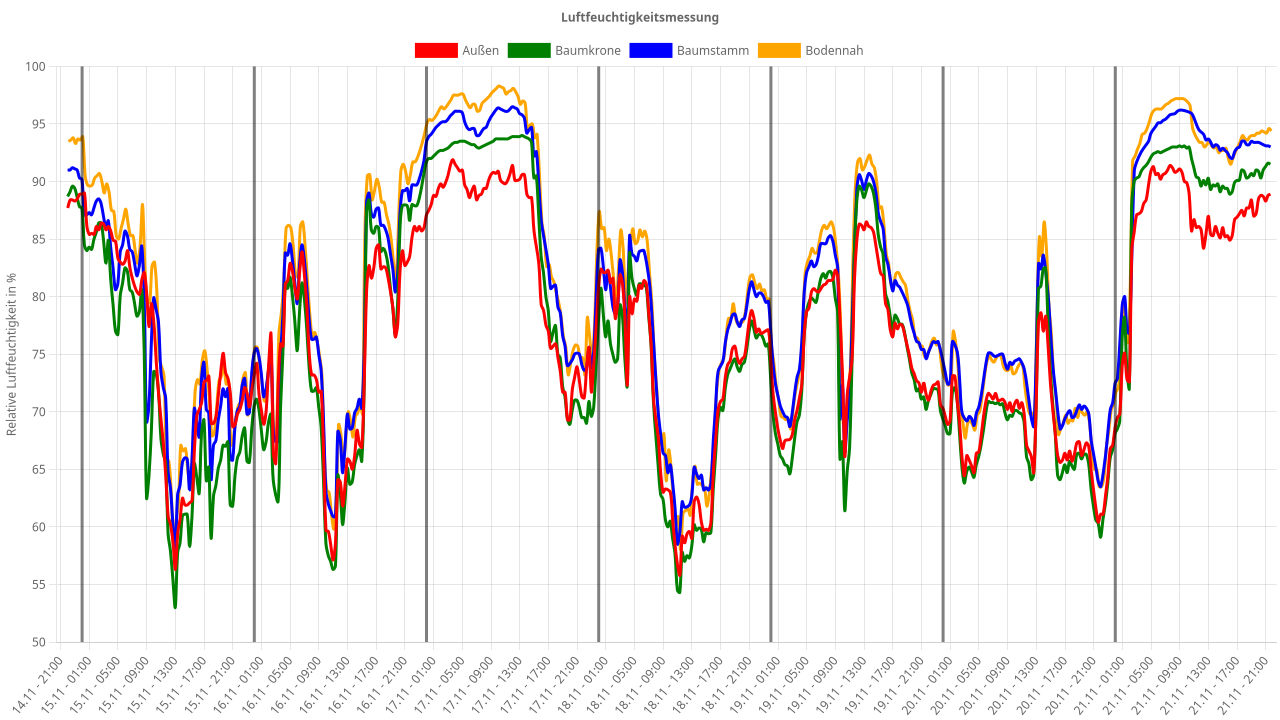 Luftfeuchtigkeitsmessung
Außen Baumkrone Baumstamm Bodennah
Relative Luftfeuchtigkeit in %
100
95
90
85
80
75
70
65
60
55
50
14.11 - 21:00
15.11 - 01:00
15.11 - 05:00
15.11 - 09:00
15.11 - 13:00
15.11 - 17:00
15.11 - 21:00
16.11 - 01:00
16.11 - 05:00
16.11 - 09:00
16.11 - 13:00
16.11 - 17:00
16.11 - 21:00
17.11 - 01:00
17.11 - 05:00
17.11 - 09:00
17.11 - 13:00
17.11 - 17:00
17.11 - 21:00
18.11 - 01:00
18.11 - 05:00
18.11 - 09:00
18.11 - 13:00
18.11 - 17:00
18.11 - 21:00
19.11 - 01:00
19.11 - 05:00
19.11 - 09:00
19.11 - 13:00
19.11 - 17:00
19.11 - 21:00
20.11 - 01:00
20.11 - 05:00
20.11 - 09:00
20.11 - 13:00
20.11 - 17:00
20.11 - 21:00
21.11 - 01:00
21.11 - 05:00
21.11 - 09:00
21.11 - 13:00
21.11 - 17:00
21.11 - 21:00